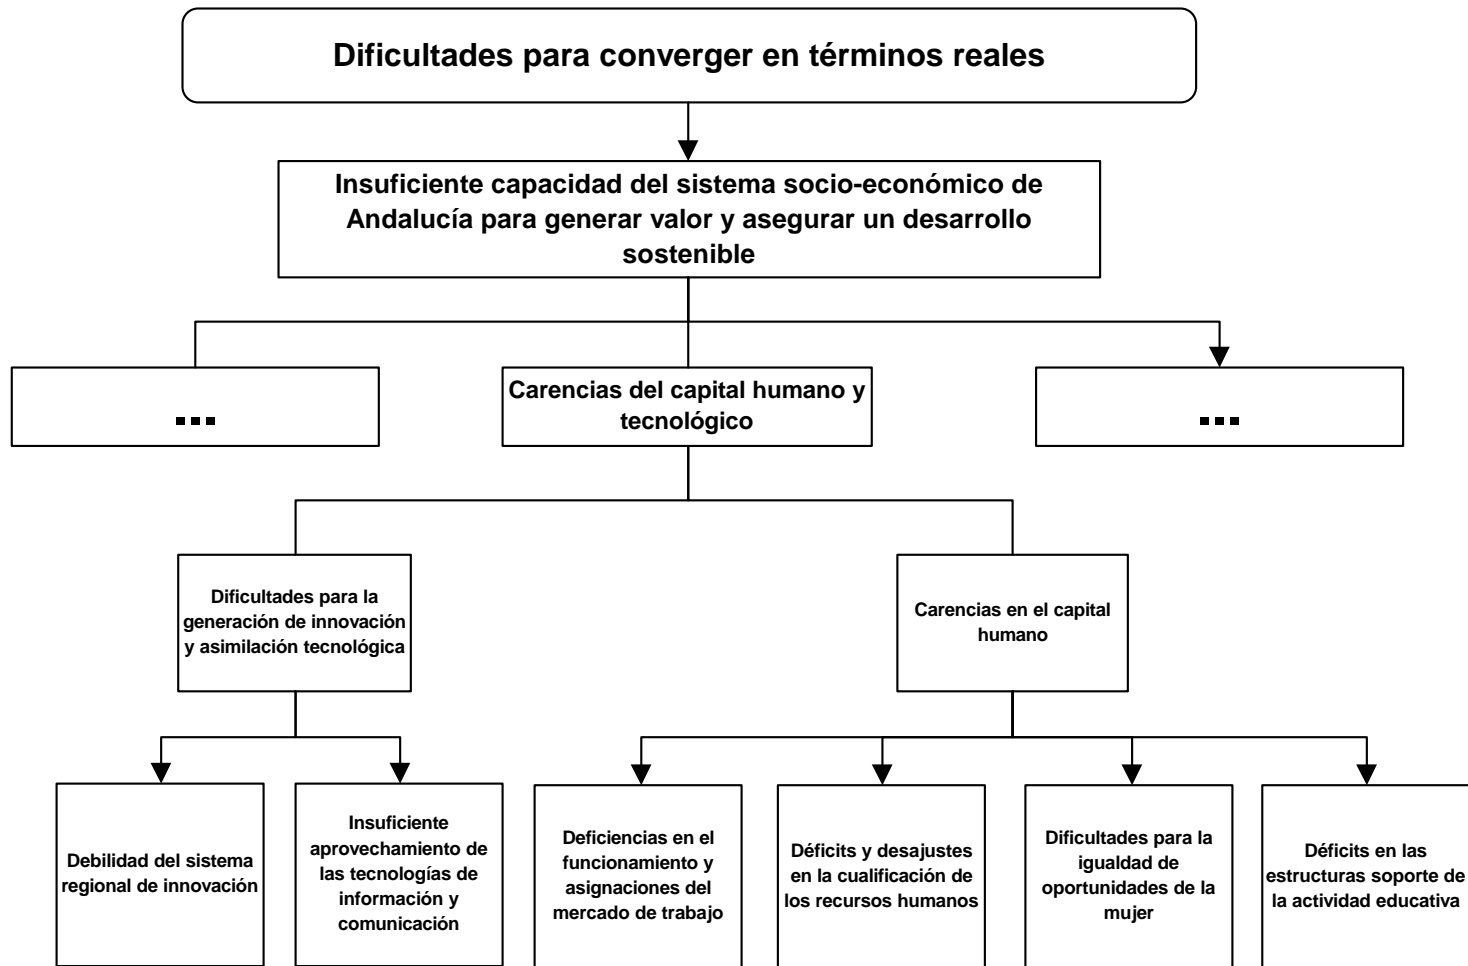 Dificultades para converger en términos reales
Insuficiente capacidad del sistema socio-económico de
Andalucía para generar valor y asegurar un desarrollo
sostenible
...
Carencias del capital humano y
tecnológico
...
Dificultades para la
generación de innovación
y asimilación tecnológica
Carencias en el capital
humano
Debilidad del sistema
regional de innovación
Insuficiente
aprovechamiento de
las tecnologías de
información y
comunicación
Deficiencias en el
funcionamiento y
asignaciones del
mercado de trabajo
Déficits y desajustes
en la cualificación de
los recursos humanos
Dificultades para la
igualdad de
oportunidades de la
mujer
Déficits en las
estructuras soporte de
la actividad educativa